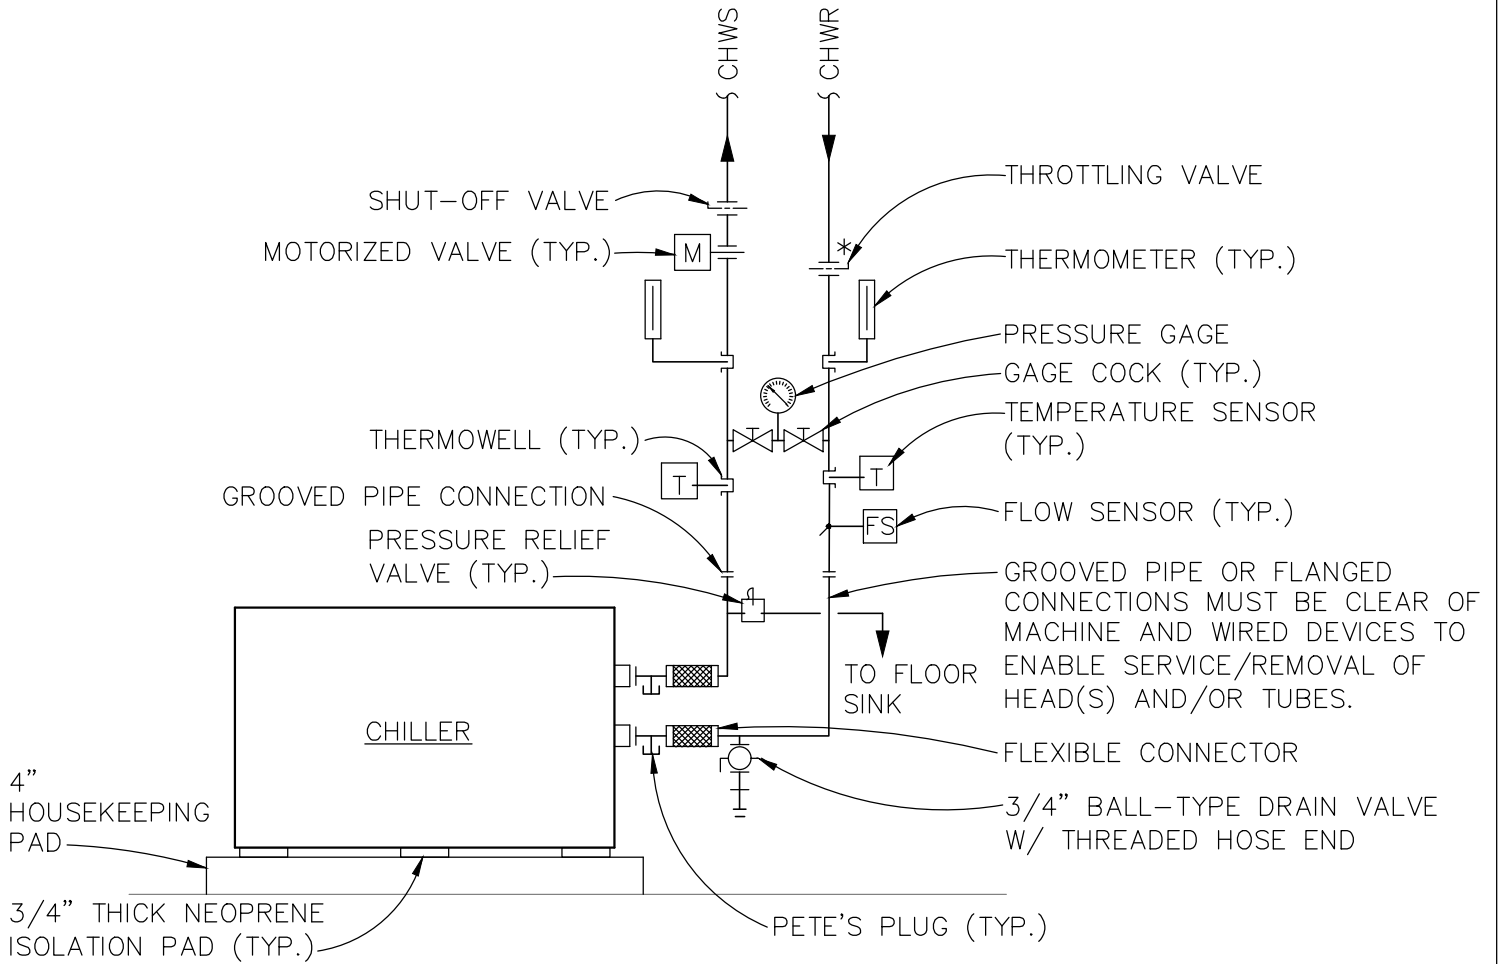 CHWS
CHWR
SHUT-OFF VALVE
MOTORIZED VALVE (TYP.)
M
*
THROTTLING VALVE
THERMOMETER (TYP.)
PRESSURE GAGE
GAGE COCK (TYP.)
TEMPERATURE SENSOR
(TYP.)
THERMOWELL (TYP.)
T
T
GROOVED PIPE CONNECTION
FLOW SENSOR (TYP.)
FS
PRESSURE RELIEF
VALVE (TYP.)
GROOVED PIPE OR FLANGED
CONNECTIONS MUST BE CLEAR OF
MACHINE AND WIRED DEVICES TO
ENABLE SERVICE/REMOVAL OF
HEAD(S) AND/OR TUBES.
TO FLOOR
SINK
CHILLER
FLEXIBLE CONNECTOR
4”
HOUSEKEEPING
PAD
3/4” BALL-TYPE DRAIN VALVE
W/ THREADED HOSE END
3/4” THICK NEOPRENE
ISOLATION PAD (TYP.)
PETE'S PLUG (TYP.)